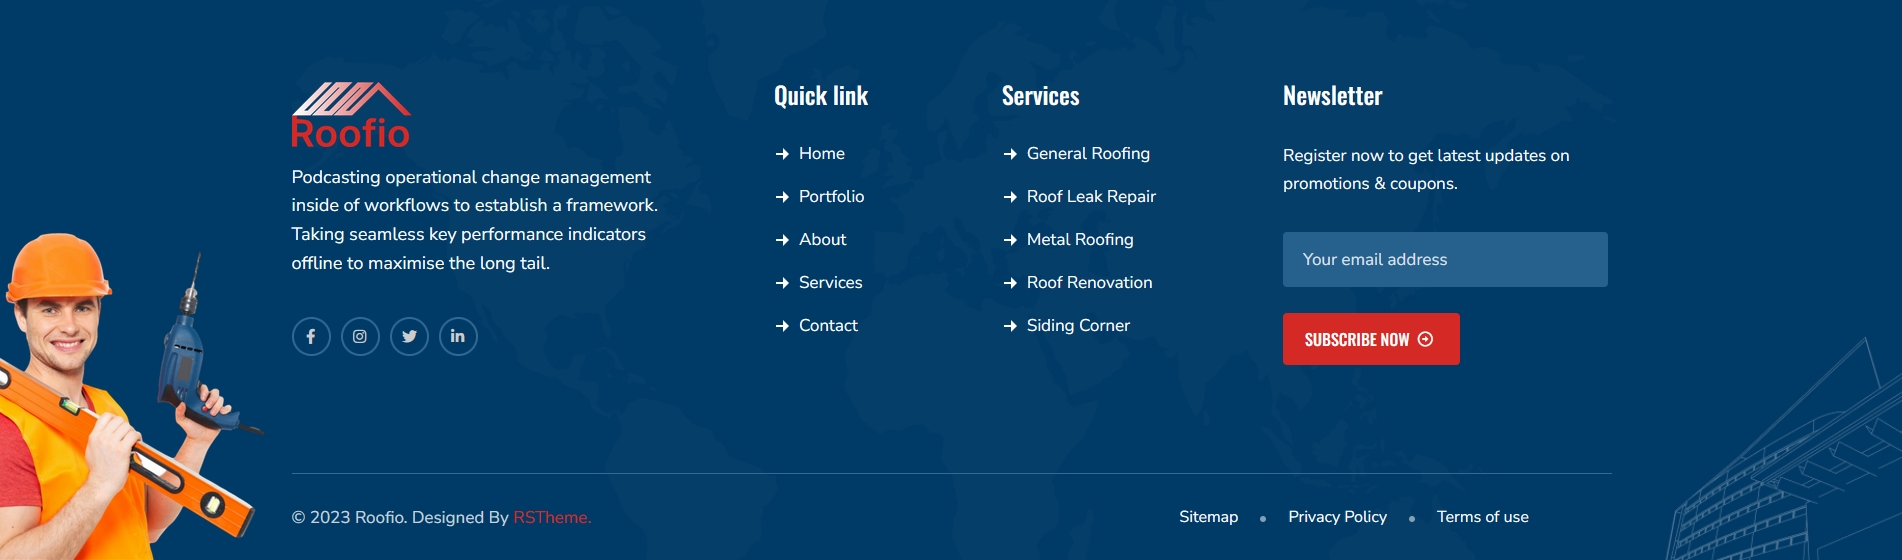 Roofio
Podcasting operational change management
inside of workflows to establish a framework.
Taking seamless key performance indicators
offline to maximise the long tail.
Quick link
Home
Portfolio
About
Services
Contact
Services
General Roofing
Roof Leak Repair
Metal Roofing
Roof Renovation
Siding Corner
Newsletter
Register now to get latest updates on
promotions & coupons.
Your email address
SUBSCRIBE NOW
© 2023 Roofio. Designed By RSTheme.
Sitemap • Privacy Policy • Terms of use